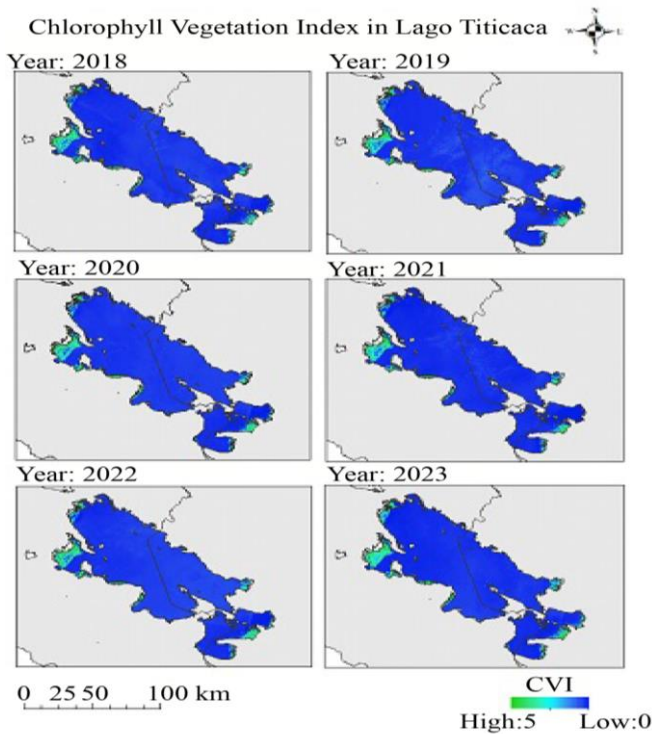 Chlorophyll Vegetation Index in Lago Titicaca
N
W E
S
Year: 2018
Year: 2019
Year: 2020
Year: 2021
Year: 2022
Year: 2023
0 25 50 100 km
CVI
High:5 Low:0